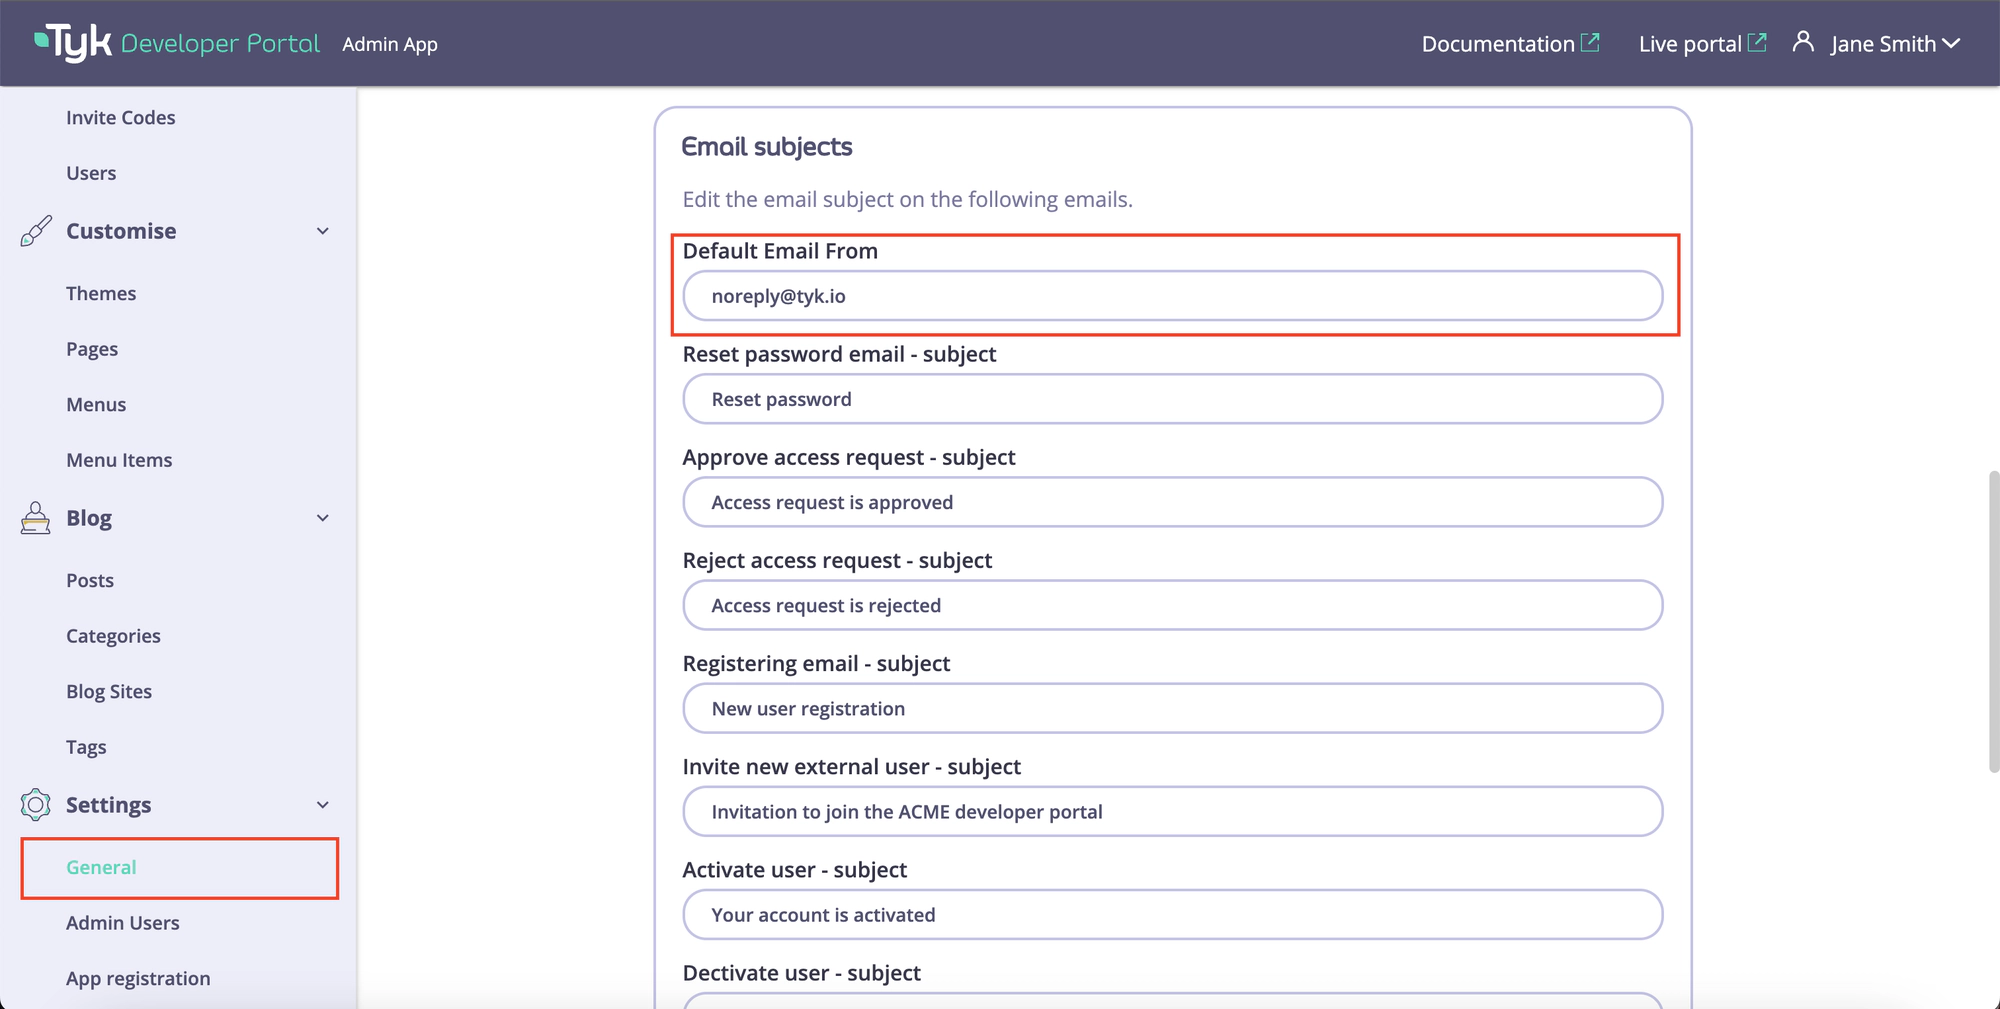 Tyk Developer Portal Admin App Documentation Live portal Jane Smith
Invite Codes
Users
Customise
Themes
Pages
Menus
Menu Items
Blog
Posts
Categories
Blog Sites
Tags
Settings
General
Admin Users
App registration
Email subjects
Edit the email subject on the following emails.
Default Email From
noreply@tyk.io
Reset password email - subject
Reset password
Approve access request - subject
Access request is approved
Reject access request - subject
Access request is rejected
Registering email - subject
New user registration
Invite new external user - subject
Invitation to join the ACME developer portal
Activate user - subject
Your account is activated
Dectivate user - subject